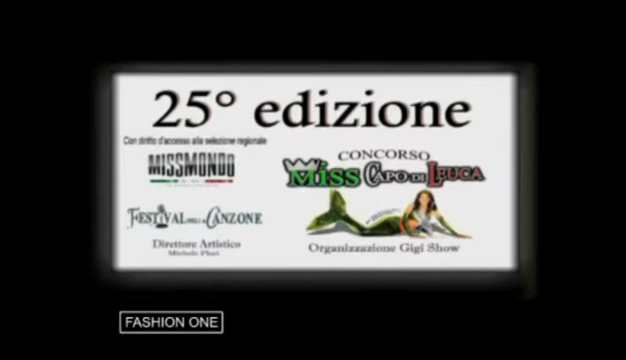 25° edizione
Con diritto d'accesso alla selezione regionale
MISSMONDO
CONCORSO
MISS CAPO DI LEUCA
FESTIVAL DELLA CANZONE
Direttore Artistico
Michele
Organizzazione Gigi Show
FASHION ONE